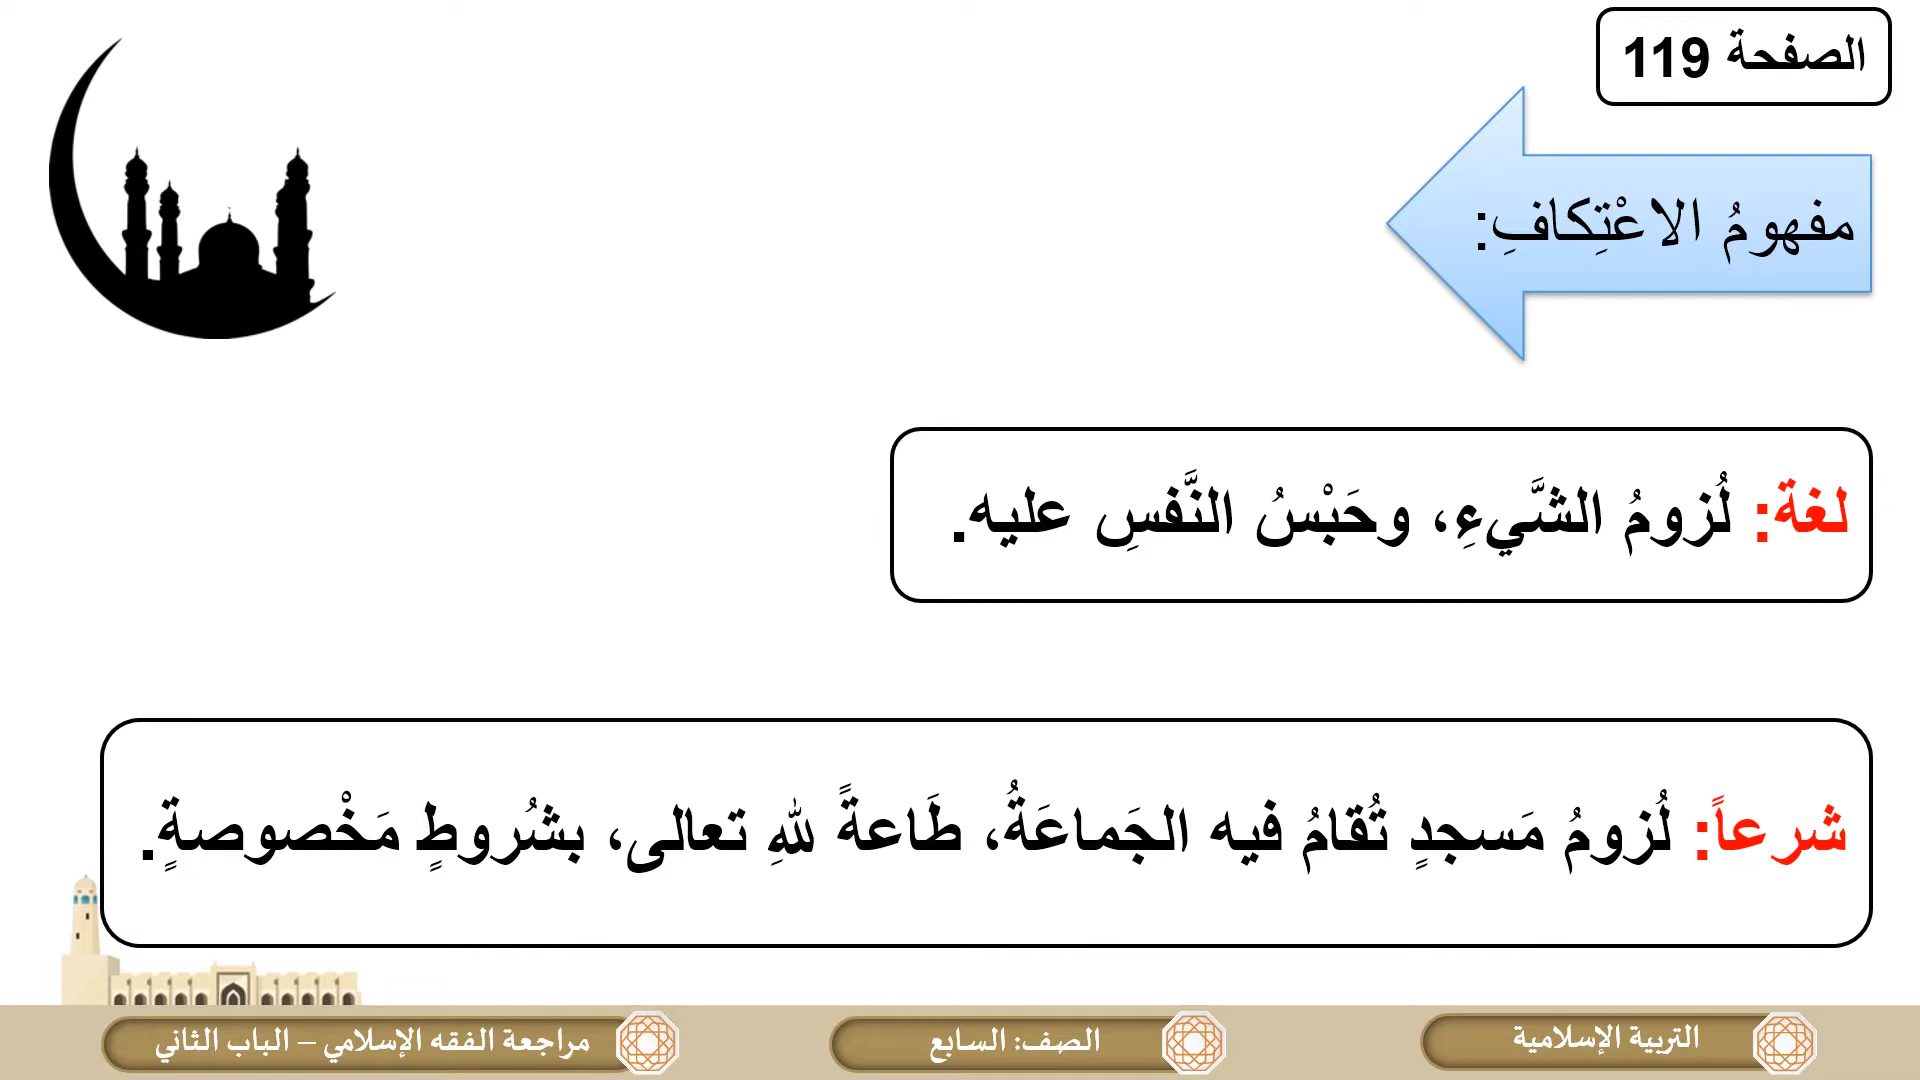 الصفحة 119
مفهومُ الاعْتِكافِ:
لغة: لُزومُ الشَّيءِ، وحَبْسُ النَّفسِ عليه.
شرعاً: لُزومُ مَسجدٍ تُقامُ فيه الجَماعَةُ، طَاعةً للهِ تعالى، بشُروطٍ مَخْصوصةٍ.
التربية الإسلامية
الصف: السابع
مراجعة الفقه الإسلامي – الباب الثاني